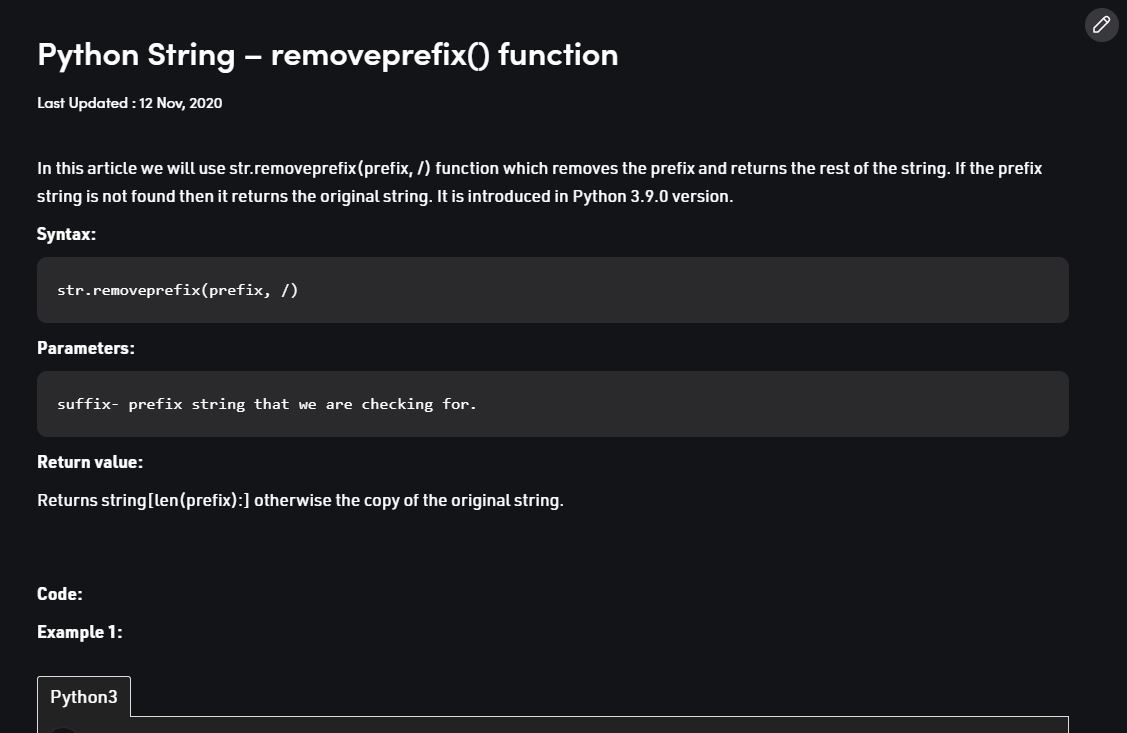 Python String – removeprefix() function
Last Updated : 12 Nov, 2020
In this article we will use str.removeprefix(prefix, /) function which removes the prefix and returns the rest of the string. If the prefix
string is not found then it returns the original string. It is introduced in Python 3.9.0 version.
Syntax:
str.removeprefix(prefix, /)
Parameters:
suffix- prefix string that we are checking for.
Return value:
Returns string[len(prefix):] otherwise the copy of the original string.
Code:
Example 1:
Python3